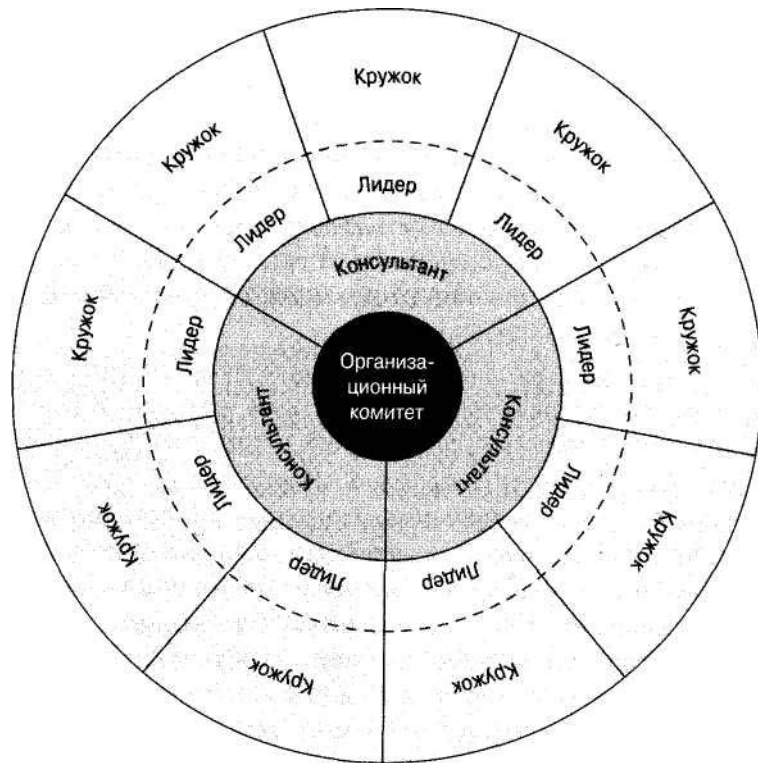 Кружок
Кружок
Кружок
Лидер
Лидер
Лидер
Консультант
Кружок
Лидер
Организа-
ционный
комитет
Лидер
Кружок
Консультант
Консультант
Лидер
Лидер
Кружок
Кружок
Лидер
Лидер
Кружок
Кружок